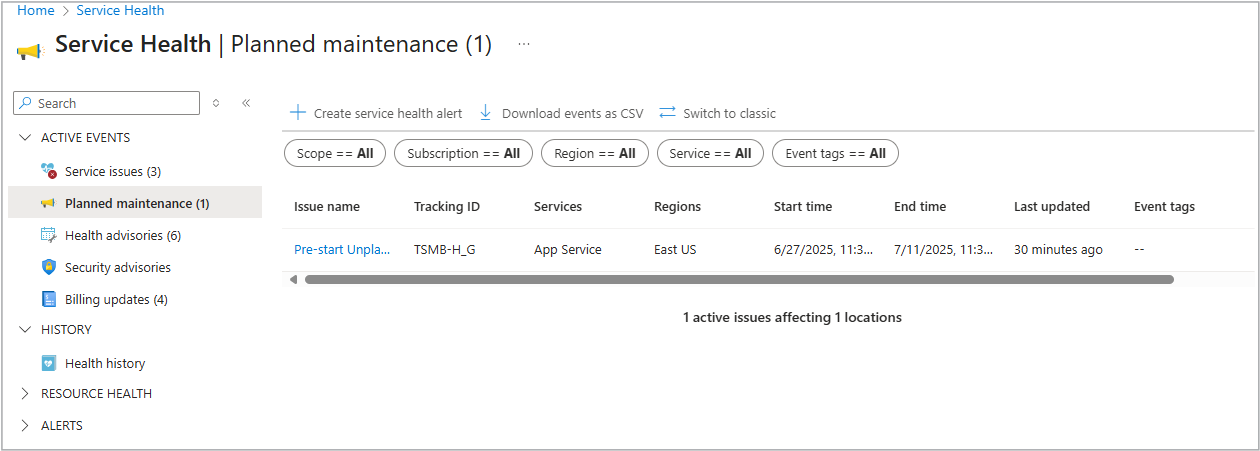 Home > Service Health
Service Health | Planned maintenance (1) ...
Search
ACTIVE EVENTS
Service issues (3)
Planned maintenance (1)
Health advisories (6)
Security advisories
Billing updates (4)
HISTORY
Health history
RESOURCE HEALTH
ALERTS
Create service health alert Download events as CSV Switch to classic
Scope == All Subscription == All Region == All Service == All Event tags == All
Issue name Tracking ID Services Regions Start time End time Last updated Event tags
Pre-start Unpla... TSMB-H_G App Service East US 6/27/2025, 11:3... 7/11/2025, 11:3... 30 minutes ago --
1 active issues affecting 1 locations